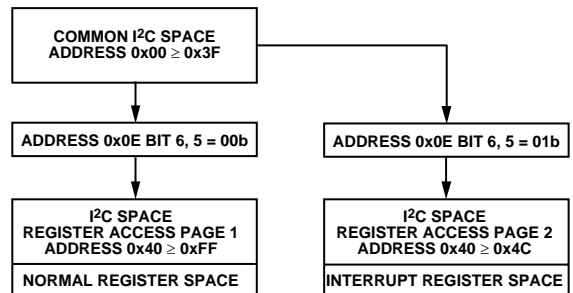 COMMON I²C SPACE
ADDRESS 0x00 ≥ 0x3F
ADDRESS 0x0E BIT 6, 5 = 00b
ADDRESS 0x0E BIT 6, 5 = 01b
I²C SPACE
REGISTER ACCESS PAGE 1
ADDRESS 0x40 ≥ 0xFF
NORMAL REGISTER SPACE
I²C SPACE
REGISTER ACCESS PAGE 2
ADDRESS 0x40 ≥ 0x4C
INTERRUPT REGISTER SPACE